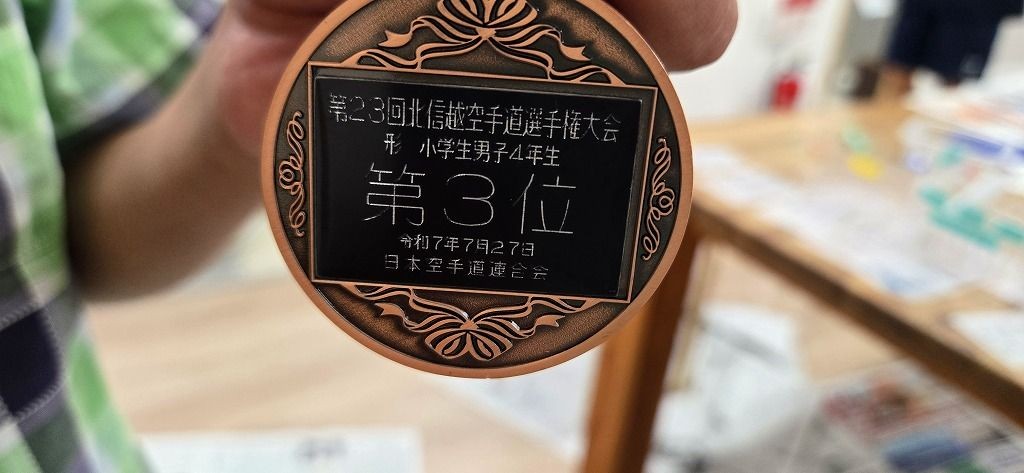 第23回北信越空手道選手権大会
形 小学生男子4年生
第3位
令和7年7月27日
日本空手道連合会